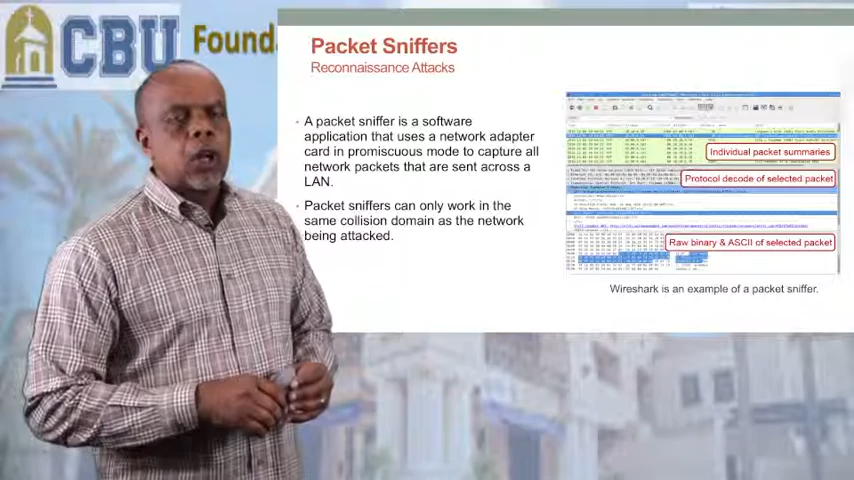 CBU
Founda
Packet Sniffers
Reconnaissance Attacks
• A packet sniffer is a software
application that uses a network adapter
card in promiscuous mode to capture all
network packets that are sent across a
LAN.
• Packet sniffers can only work in the
same collision domain as the network
being attacked.
Individual packet summaries
Protocol decode of selected packet
Raw binary & ASCII of selected packet
Wireshark is an example of a packet sniffer.